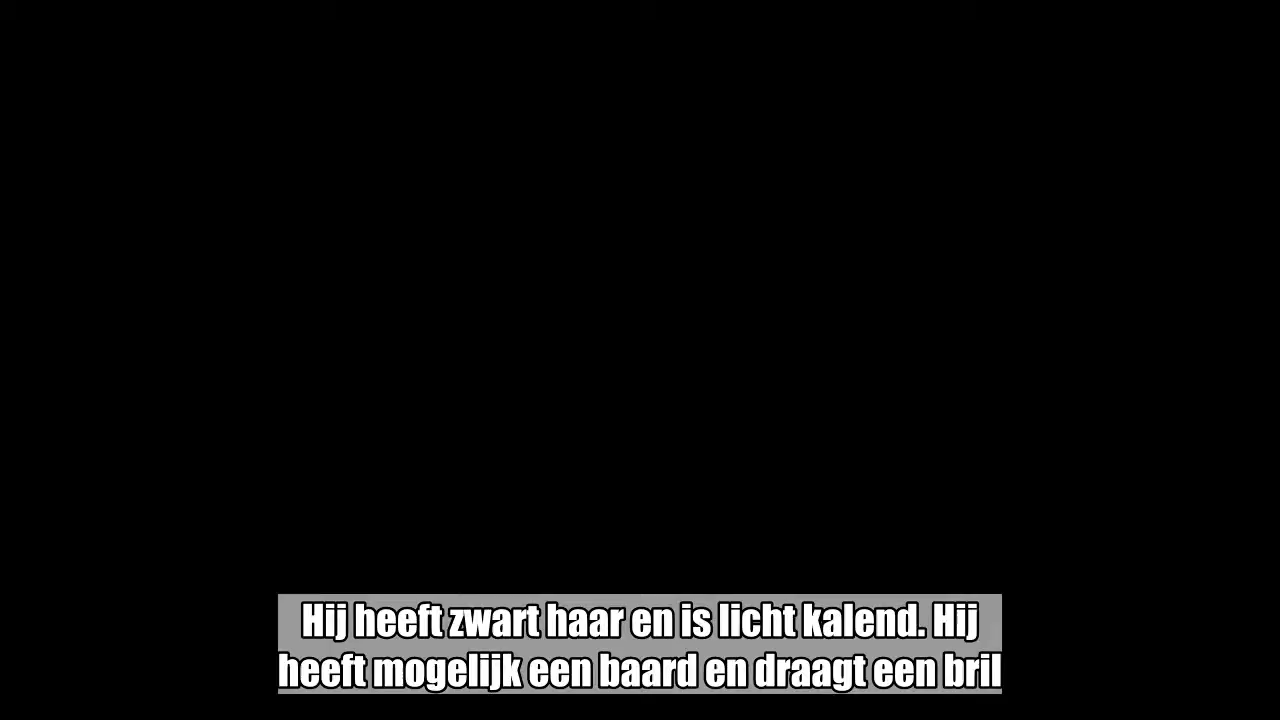 Hij heeft zwart haar en is licht kalend. Hij
heeft mogelijk een baard en draagt een bril